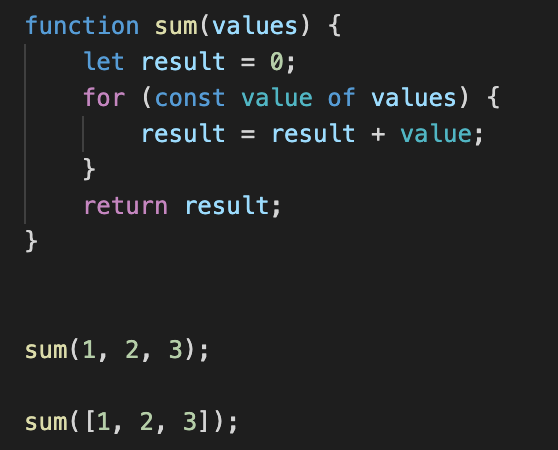 function sum(values) {
    let result = 0;
    for (const value of values) {
        result = result + value;
    }
    return result;
}
sum(1, 2, 3);
sum([1, 2, 3]);